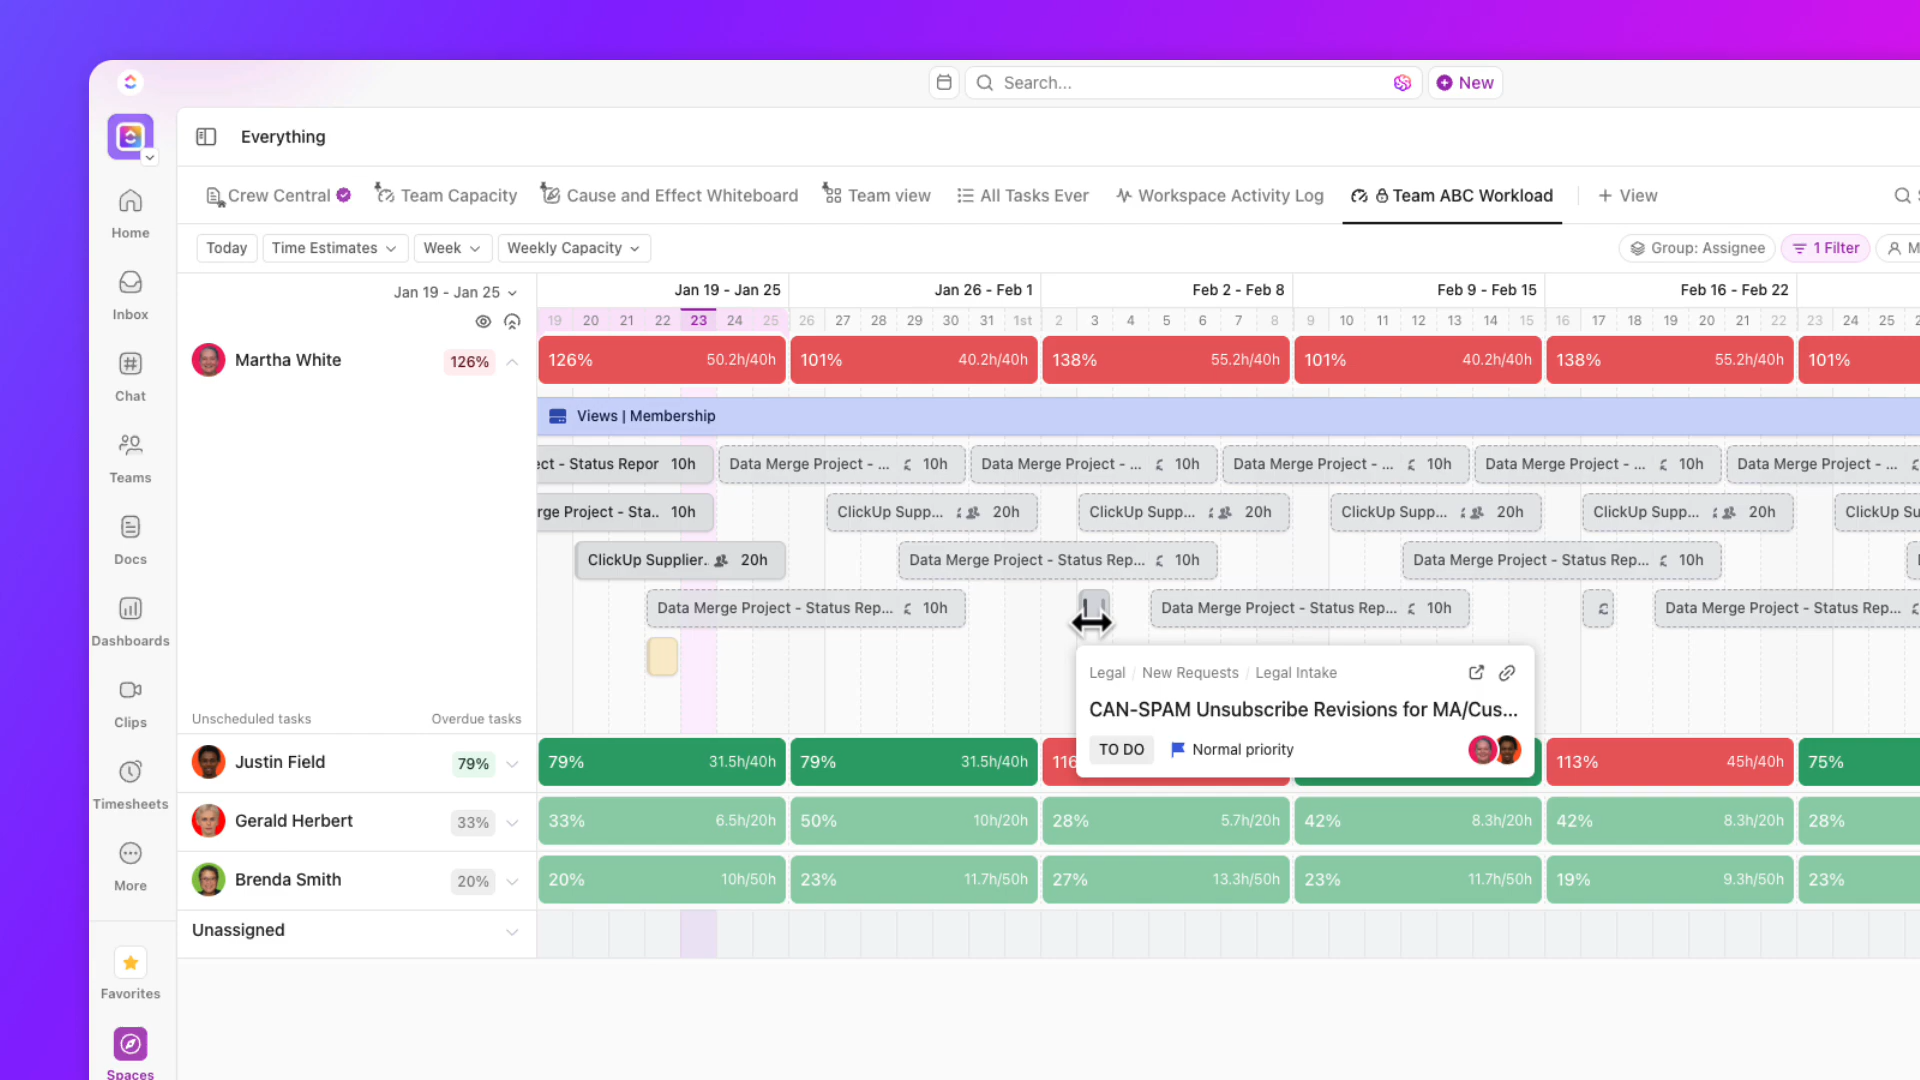 Search...
New
Everything
Crew Central
Team Capacity
Cause and Effect Whiteboard
Team view
All Tasks Ever
Workspace Activity Log
Team ABC Workload
+ View
Today
Time Estimates
Week
Weekly Capacity
Group: Assignee
1 Filter
M
Jan 19 - Jan 25
Jan 19 - Jan 25 Jan 26 - Feb 1 Feb 2 - Feb 8 Feb 9 - Feb 15 Feb 16 - Feb 22
19 20 21 22 23 24 25 26 27 28 29 30 31 1st 2 3 4 5 6 7 8 9 10 11 12 13 14 15 16 17 18 19 20 21 22 23 24 25
Martha White 126%
126% 50.2h/40h 101% 40.2h/40h 138% 55.2h/40h 101% 40.2h/40h 138% 55.2h/40h 101%
Views | Membership
ect - Status Repor 10h Data Merge Project - ... 10h Data Merge Project - ... 10h Data Merge Project - ... 10h Data Merge Project - ... 10h Data Merge Project - ...
rge Project - Sta.. 10h ClickUp Supp... 20h ClickUp Supp... 20h ClickUp Supp... 20h ClickUp Supp... 20h ClickUp Su
ClickUp Supplier.. 20h Data Merge Project - Status Rep... 10h Data Merge Project - Status Rep... 10h
Data Merge Project - Status Rep... 10h Data Merge Project - Status Rep... 10h Data Merge Project - Status Rep...
Legal / New Requests / Legal Intake
CAN-SPAM Unsubscribe Revisions for MA/Cus...
TO DO Normal priority
Unscheduled tasks Overdue tasks
Justin Field 79%
79% 31.5h/40h 79% 31.5h/40h 116 113% 45h/40h 75%
Gerald Herbert 33%
33% 6.5h/20h 50% 10h/20h 28% 5.7h/20h 42% 8.3h/20h 42% 8.3h/20h 28%
Brenda Smith 20%
20% 10h/50h 23% 11.7h/50h 27% 13.3h/50h 23% 11.7h/50h 19% 9.3h/50h 23%
Unassigned
Home
Inbox
Chat
Teams
Docs
Dashboards
Clips
Timesheets
More
Favorites
Spaces